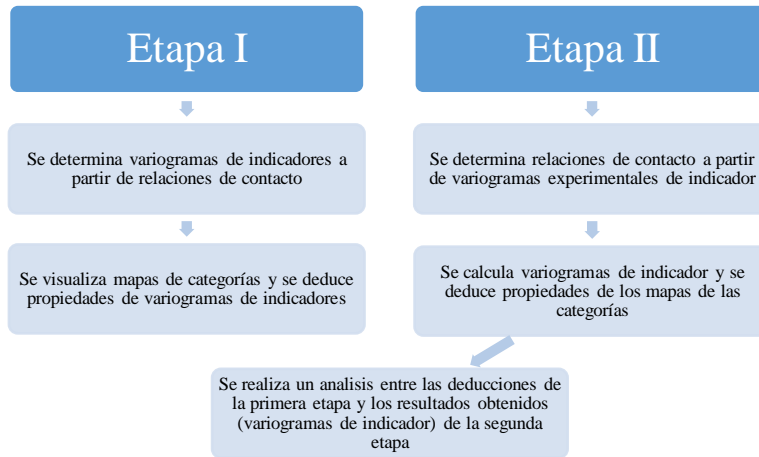 Etapa I
Se determina variogramas de indicadores a
partir de relaciones de contacto
Se visualiza mapas de categorías y se deduce
propiedades de variogramas de indicadores
Etapa II
Se determina relaciones de contacto a partir
de variogramas experimentales de indicador
Se calcula variogramas de indicador y se
deduce propiedades de los mapas de las
categorías
Se realiza un analisis entre las deducciones de
la primera etapa y los resultados obtenidos
(variogramas de indicador) de la segunda
etapa